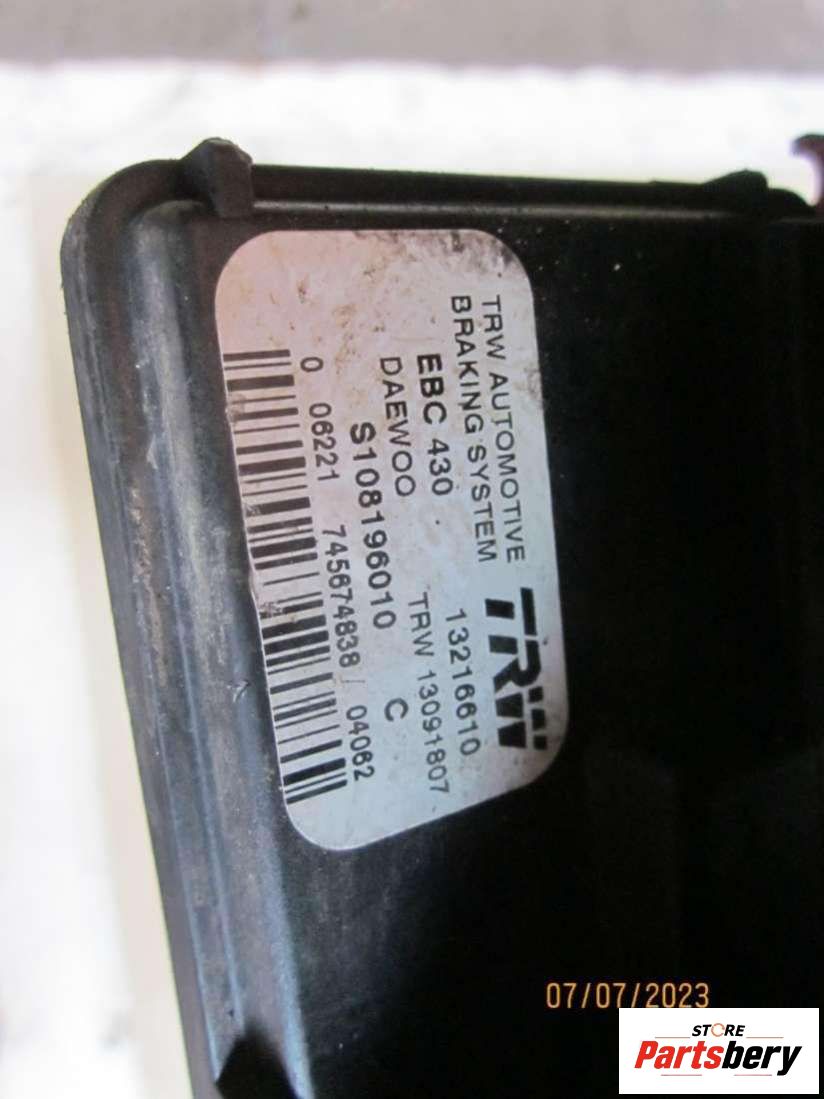 TRW AUTOMOTIVE
BRAKING SYSTEM
TRW
EBC 430 13216610
DAEWOO TRW 13091807
S108196010 C
0 06221 745674838 04062
07/07/2023
STORE
Partsbery